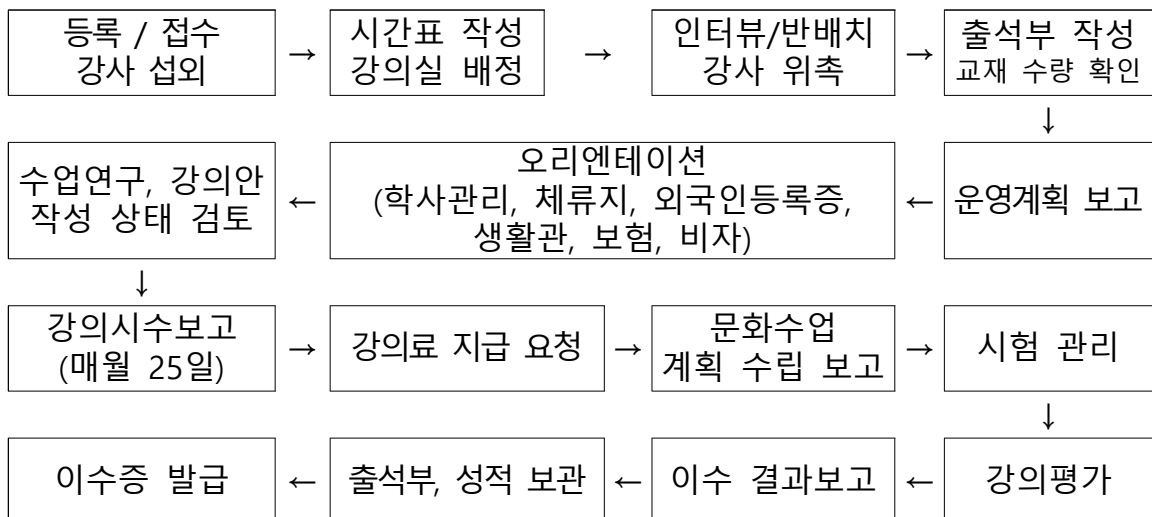 등록 / 접수
강사 섭외
→
시간표 작성
강의실 배정
→
인터뷰/반배치
강사 위촉
→
출석부 작성
교재 수량 확인
↓
운영계획 보고
←
오리엔테이션
(학사관리, 체류지, 외국인등록증,
생활관, 보험, 비자)
←
수업연구, 강의안
작성 상태 검토
↓
강의시수보고
(매월 25일)
→
강의료 지급 요청
→
문화수업
계획 수립 보고
→
시험 관리
↓
강의평가
←
이수 결과보고
←
출석부, 성적 보관
←
이수증 발급